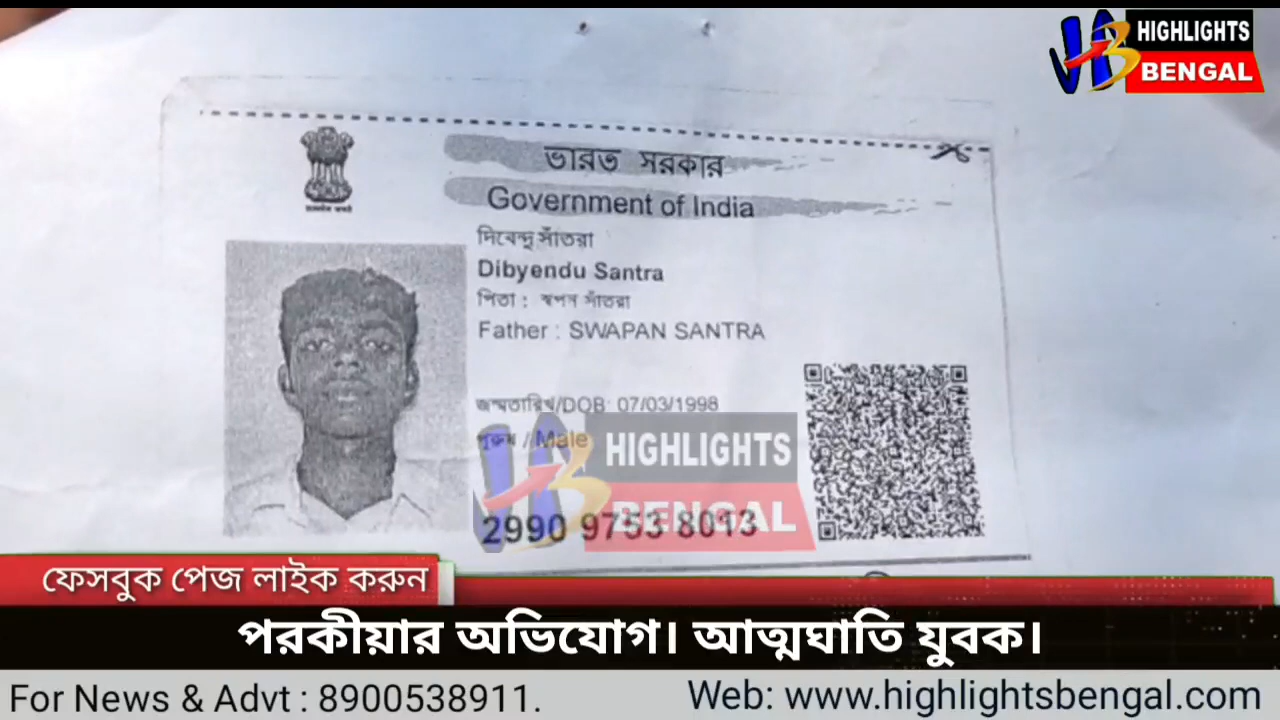 HIGHLIGHTS
BENGAL
ভারত সরকার
Government of India
দিবেন্দু সাঁতরা
Dibyendu Santra
পিতা : স্বপন সাঁতরা
Father : SWAPAN SANTRA
জন্মতারিখ/DOB: 07/03/1998
পুরুষ / Male
HIGHLIGHTS
BENGAL
2990
ফেসবুক পেজ লাইক করুন
পরকীয়ার অভিযোগ। আত্মঘাতি যুবক।
For News & Advt : 8900538911.
Web: www.highlightsbengal.com